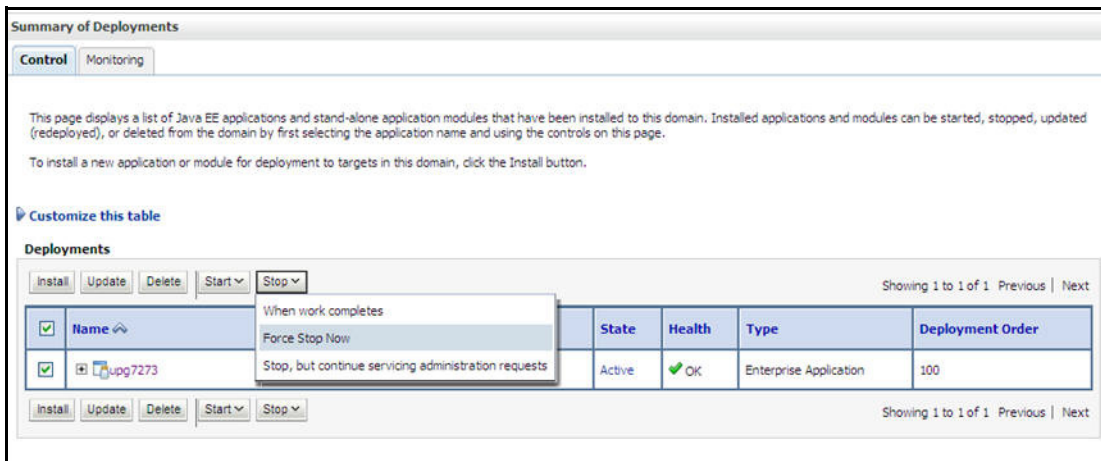 Summary of Deployments
Control Monitoring
This page displays a list of Java EE applications and stand-alone application modules that have been installed to this domain. Installed applications and modules can be started, stopped, updated
(redeployed), or deleted from the domain by first selecting the application name and using the controls on this page.
To install a new application or module for deployment to targets in this domain, click the Install button.
Customize this table
Deployments
Install Update Delete Start Stop Showing 1 to 1 of 1 Previous | Next
When work completes
Name State Health Type Deployment Order
Force Stop Now
Stop, but continue servicing administration requests
upg7273 Active OK Enterprise Application 100
Install Update Delete Start Stop Showing 1 to 1 of 1 Previous | Next